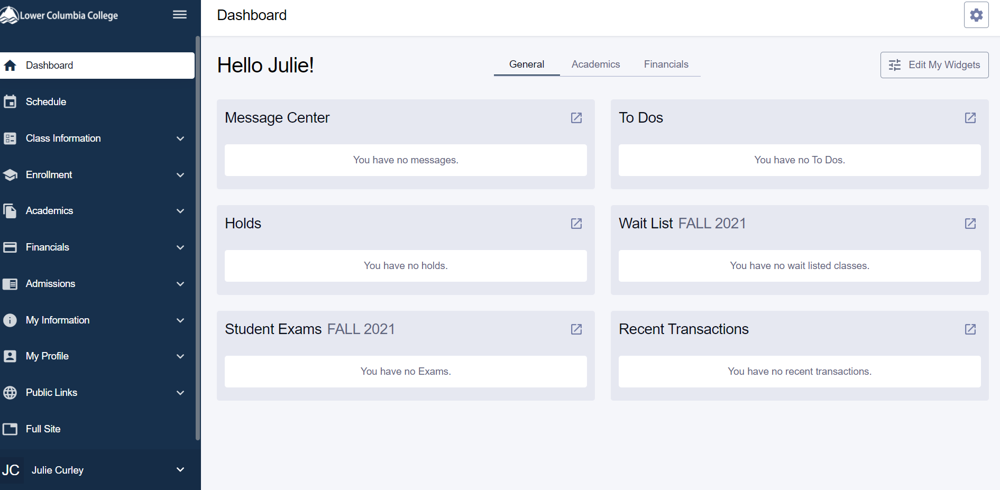 Lower Columbia College
Dashboard
Schedule
Class Information
Enrollment
Academics
Financials
Admissions
My Information
My Profile
Public Links
Full Site
JC Julie Curley
Dashboard
Hello Julie!
General Academics Financials
Edit My Widgets
Message Center
You have no messages.
To Dos
You have no To Dos.
Holds
You have no holds.
Wait List FALL 2021
You have no wait listed classes.
Student Exams FALL 2021
You have no Exams.
Recent Transactions
You have no recent transactions.